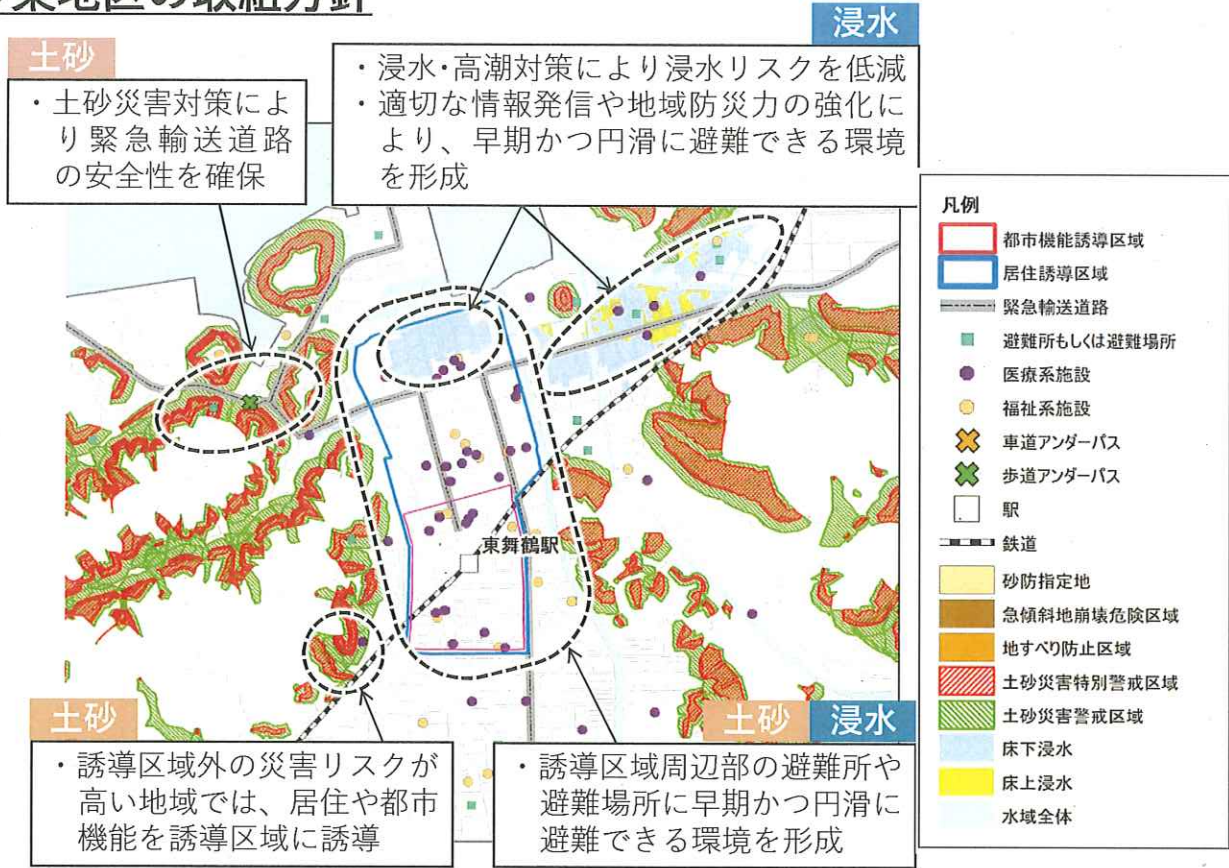 東地区の取組方針
浸水
土砂
・土砂災害対策によ
り緊急輸送道路
の安全性を確保
・浸水・高潮対策により浸水リスクを低減
・適切な情報発信や地域防災力の強化に
より、早期かつ円滑に避難できる環境
を形成
凡例
都市機能誘導区域
居住誘導区域
緊急輸送道路
避難所もしくは避難場所
医療系施設
福祉系施設
車道アンダーパス
歩道アンダーパス
駅
鉄道
砂防指定地
急傾斜地崩壊危険区域
地すべり防止区域
土砂災害特別警戒区域
土砂災害警戒区域
床下浸水
床上浸水
水域全体
東舞鶴駅
土砂
・誘導区域外の災害リスクが
高い地域では、居住や都市
機能を誘導区域に誘導
土砂
浸水
・誘導区域周辺部の避難所や
避難場所に早期かつ円滑に
避難できる環境を形成